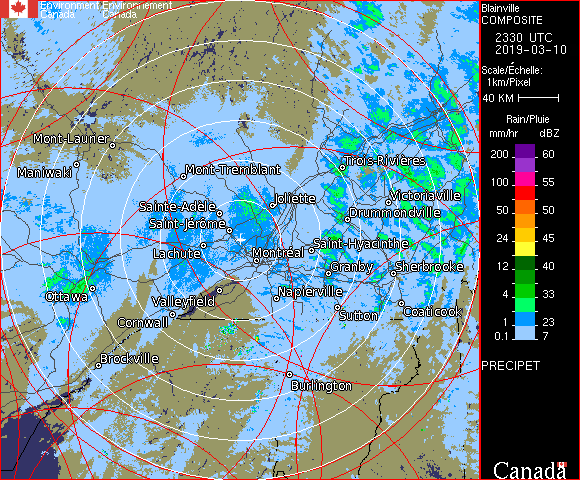 Environment Environnement
Canada Canada
Blainville
COMPOSITE
2330 UTC
2019-03-10
Scale/Échelle:
1km/Pixel
40 KM
Rain/Pluie
mm/hr dBZ
200 60
100 55
50 50
24 45
12 40
4 33
1 23
0.1 7
PRECIPET
Canada
Mont-Laurier
Maniwaki
Mont-Tremblant
Trois-Rivières
Sainte-Adèle
Joliette
Victoriaville
Drummondville
Saint-Jérôme
Lachute
Montréal
Saint-Hyacinthe
Granby
Sherbrooke
Ottawa
Valleyfield
Napierville
Cornwall
Sutton
Coaticook
Brockville
Burlington